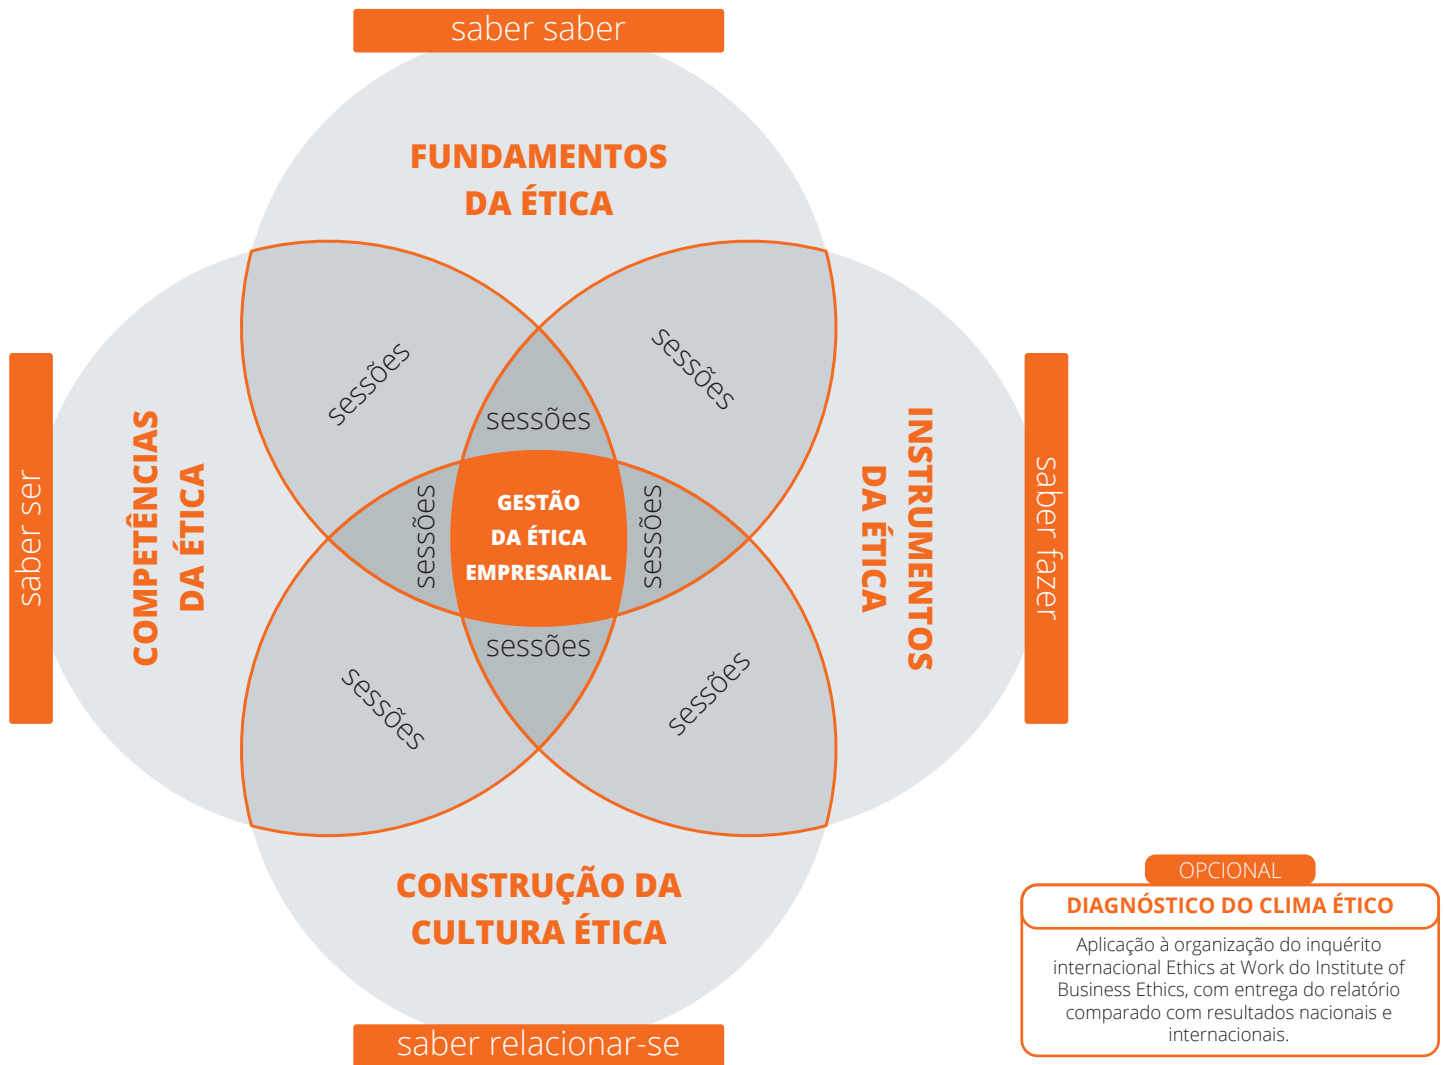 saber saber
FUNDAMENTOS
DA ÉTICA
sessões
sessões
sessões
saber ser
COMPETÊNCIAS
DA ÉTICA
sessões
GESTÃO
DA ÉTICA
EMPRESARIAL
sessões
INSTRUMENTOS
DA ÉTICA
saber fazer
sessões
sessões
sessões
CONSTRUÇÃO DA
CULTURA ÉTICA
saber relacionar-se
OPCIONAL
DIAGNÓSTICO DO CLIMA ÉTICO
Aplicação à organização do inquérito
internacional Ethics at Work do Institute of
Business Ethics, com entrega do relatório
comparado com resultados nacionais e
internacionais.